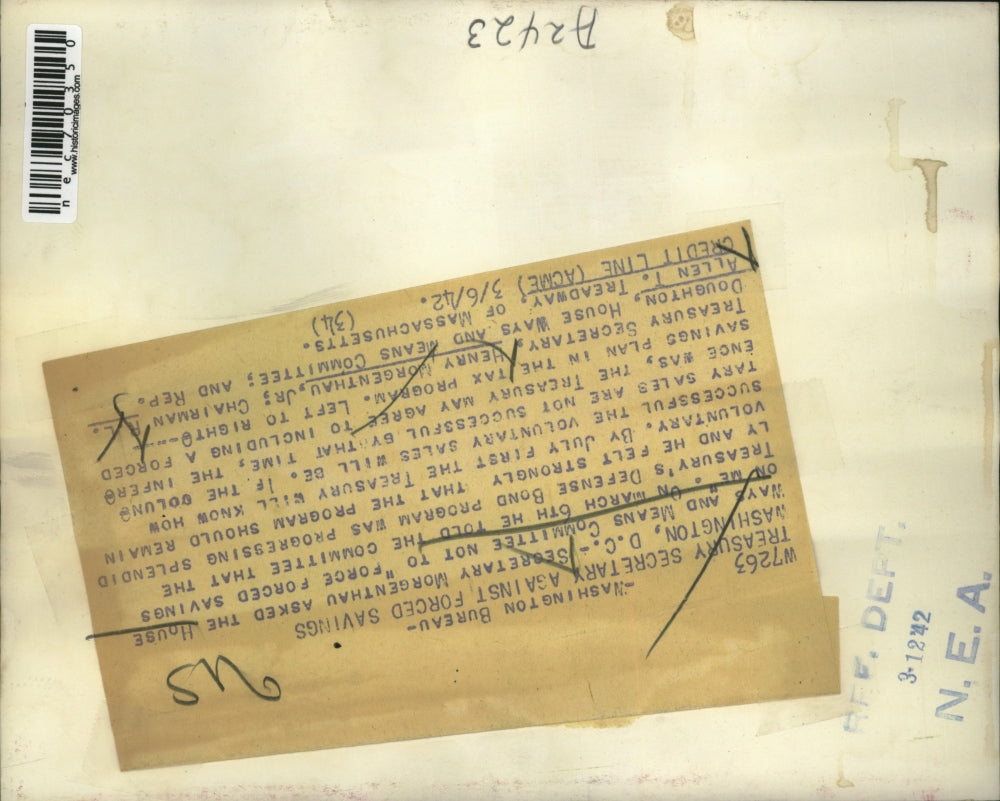 A2423
www.historicimages.com
nec70350
US
-WASHINGTON BUREAU-
W7263
TREASURY SECRETARY AGAINST FORCED SAVINGS
WASHINGTON, D.C.--SECRETARY MORGENTHAU ASKED THE HOUSE
WAYS AND MEANS COMMITTEE NOT TO "FORCE FORCED SAVINGS
ON ME." ON MARCH 6TH HE TOLD THE COMMITTEE THAT THE
TREASURY'S DEFENSE BOND PROGRAM WAS PROGRESSING SPLENDID
LY AND HE FELT STRONGLY THAT THE PROGRAM SHOULD REMAIN
VOLUNTARY. BY JULY FIRST THE TREASURY WILL KNOW HOW
SUCCESSFUL THE VOLUNTARY SALES WILL BE. IF THE VOLUN-
TARY SALES ARE NOT SUCCESSFUL BY THAT TIME, THE INFER-
ENCE WAS, THE TREASURY MAY AGREE TO INCLUDING A FORCED
SAVINGS PLAN IN THE TAX PROGRAM. LEFT TO RIGHT----
TREASURY SECRETARY, HENRY MORGENTHAU,JR; CHAIRMAN R.L.
DOUGHTON, HOUSE WAYS AND MEANS COMMITTEE; AND REP.
ALLEN T. TREADWAY, OF MASSACHUSETTS.
CREDIT LINE (ACME) 3/6/42. (34)
REF. DEPT.
3·12'42
N.E.A.